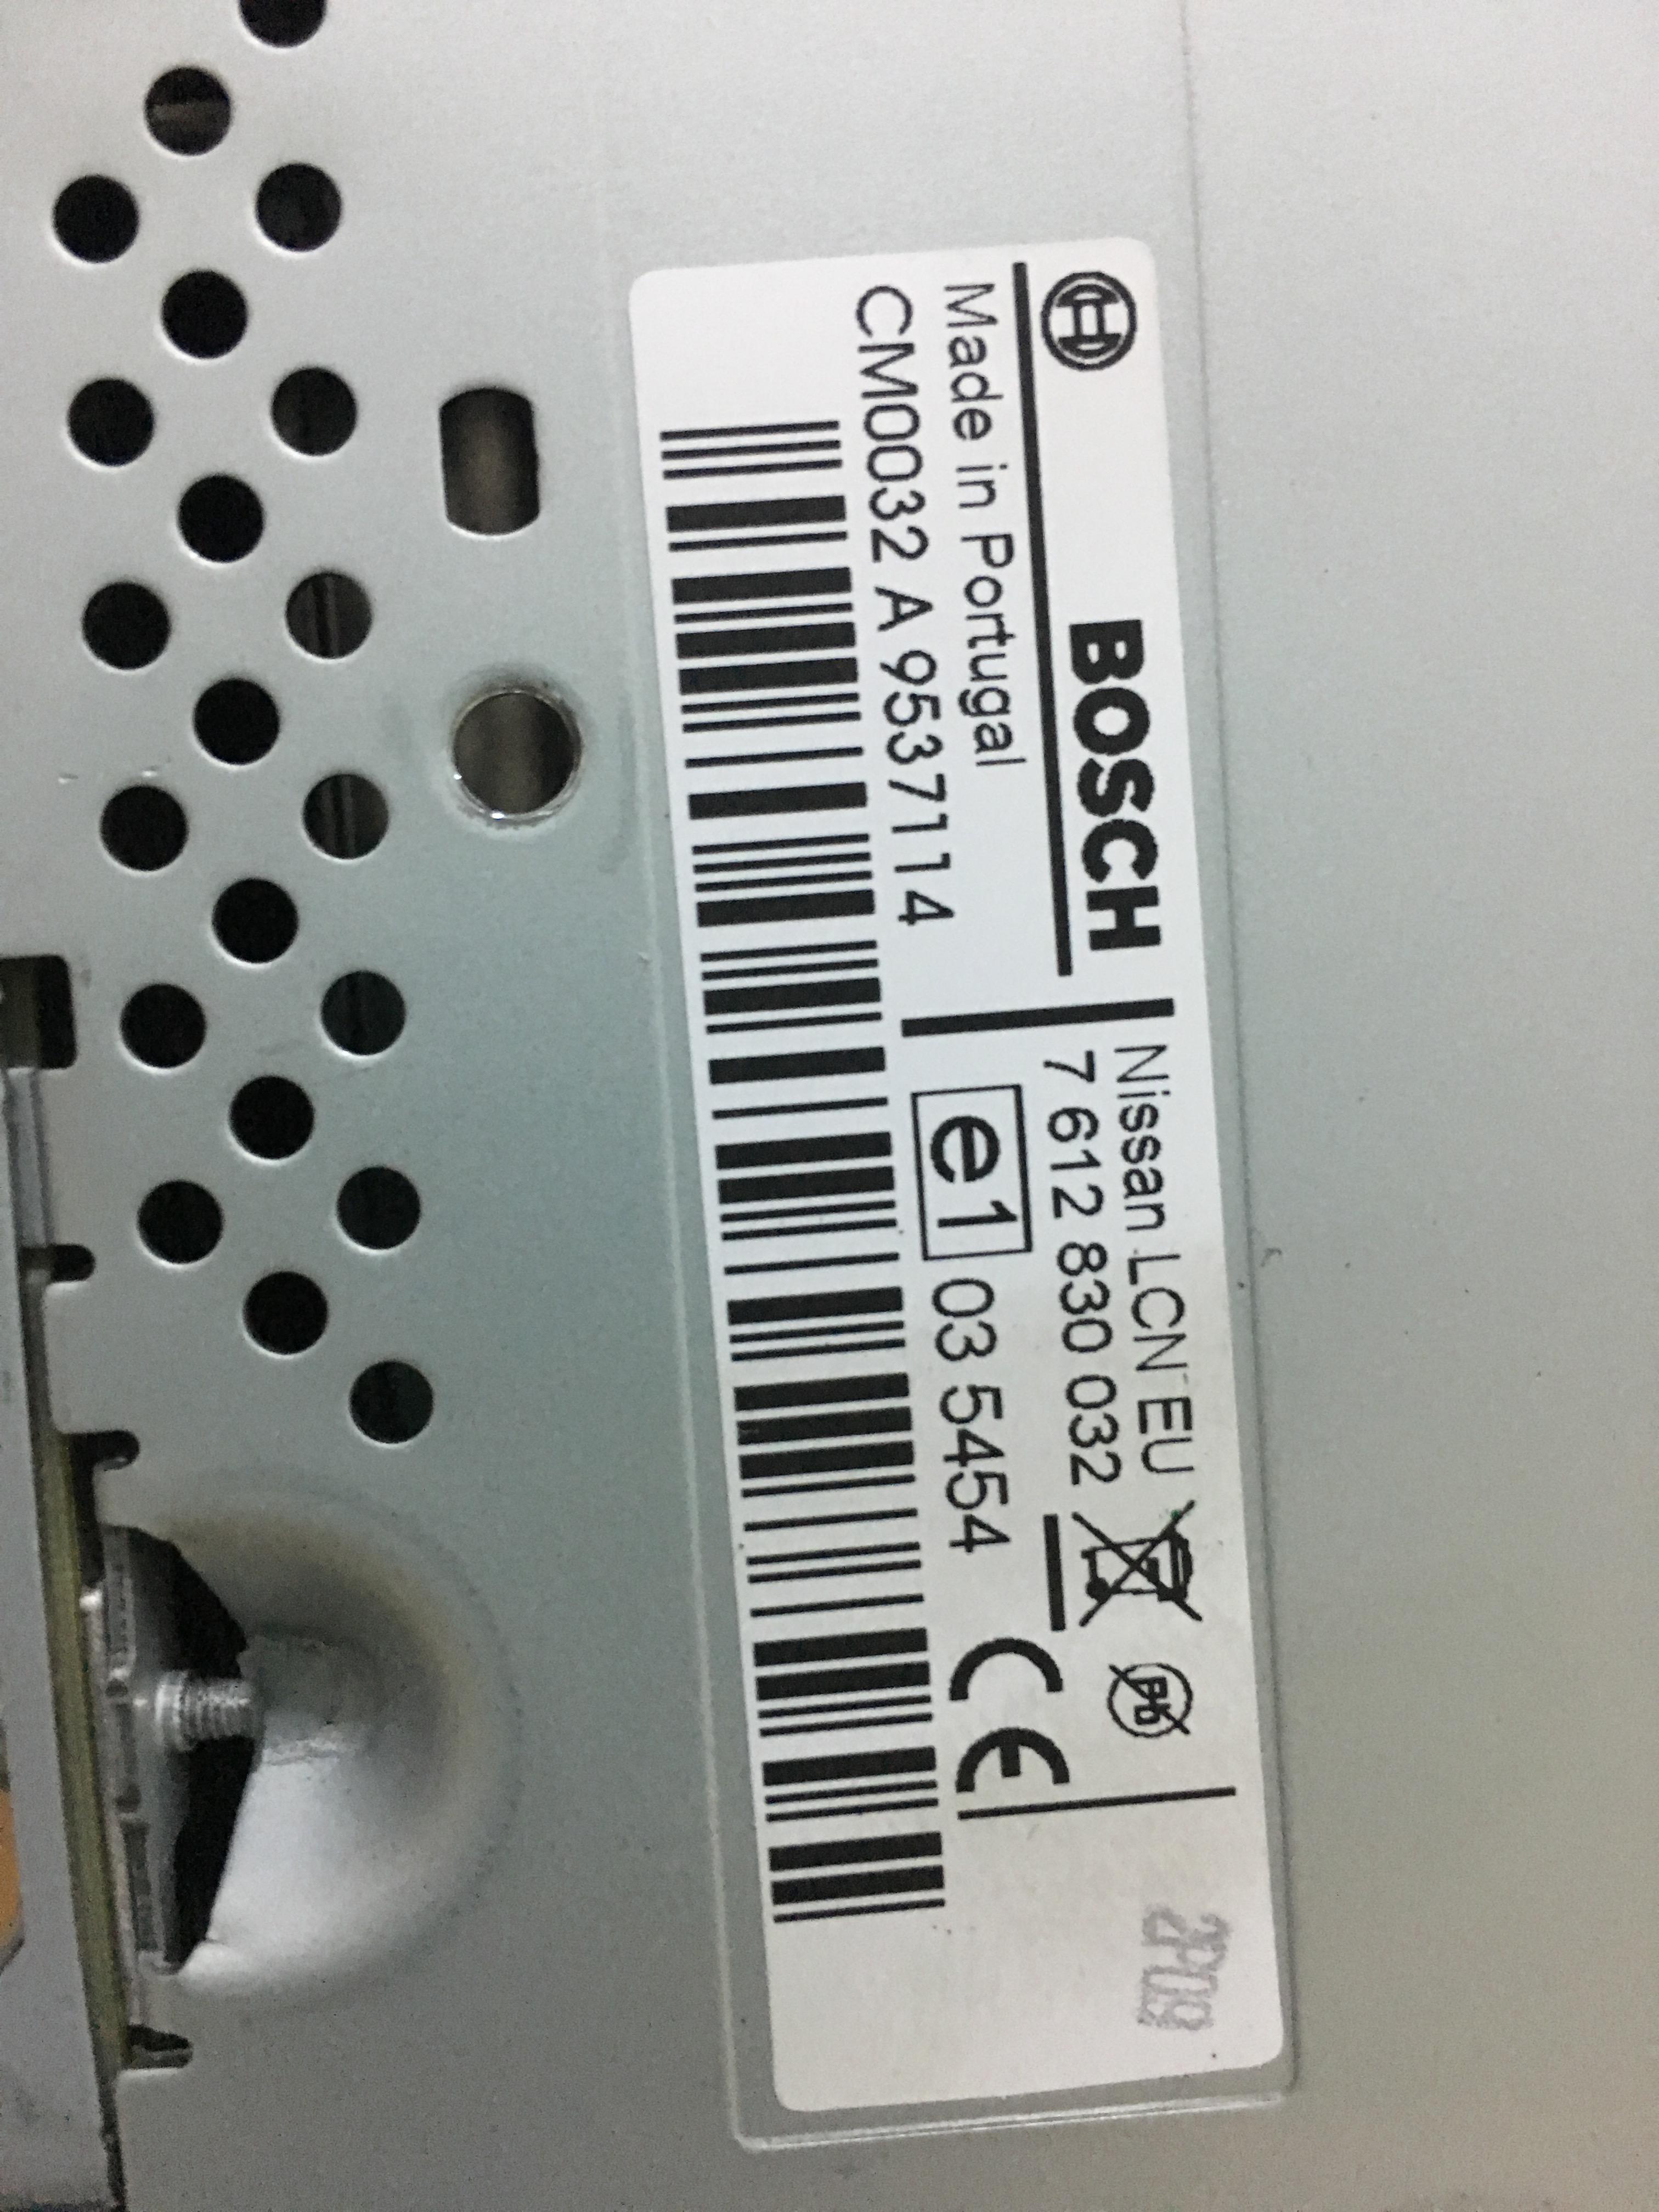 BOSCH
Made in Portugal
CM0032 A 9537114
Nissan LCN EU
7 612 830 032
e1 03 5454
CE
Pb